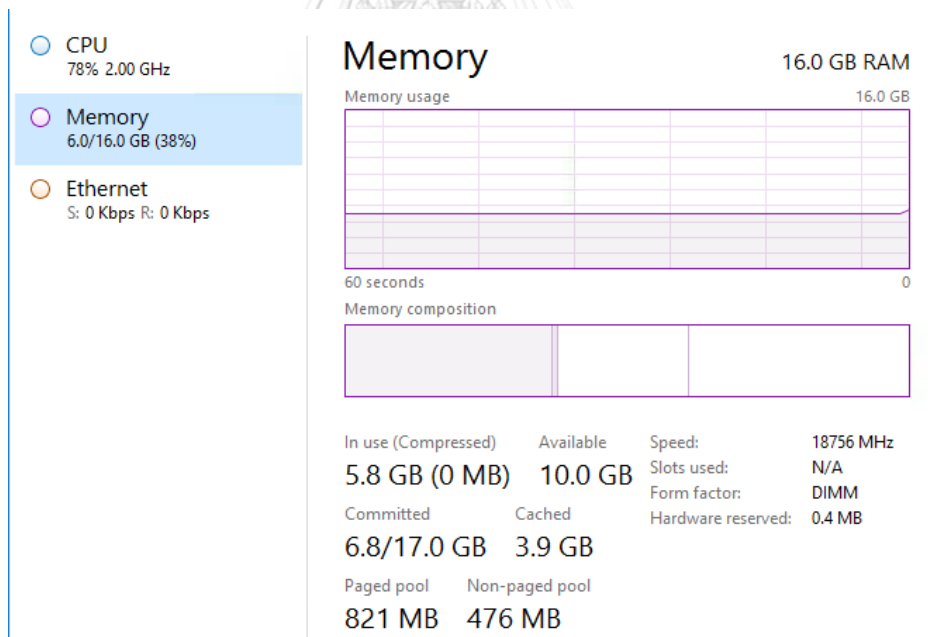 CPU
78% 2.00 GHz
Memory
6.0/16.0 GB (38%)
Ethernet
S: 0 Kbps R: 0 Kbps
Memory
16.0 GB RAM
Memory usage
16.0 GB
60 seconds
0
Memory composition
In use (Compressed)
Available
5.8 GB (0 MB)
10.0 GB
Committed
Cached
6.8/17.0 GB
3.9 GB
Paged pool
Non-paged pool
821 MB
476 MB
Speed:
18756 MHz
Slots used:
N/A
Form factor:
DIMM
Hardware reserved:
0.4 MB